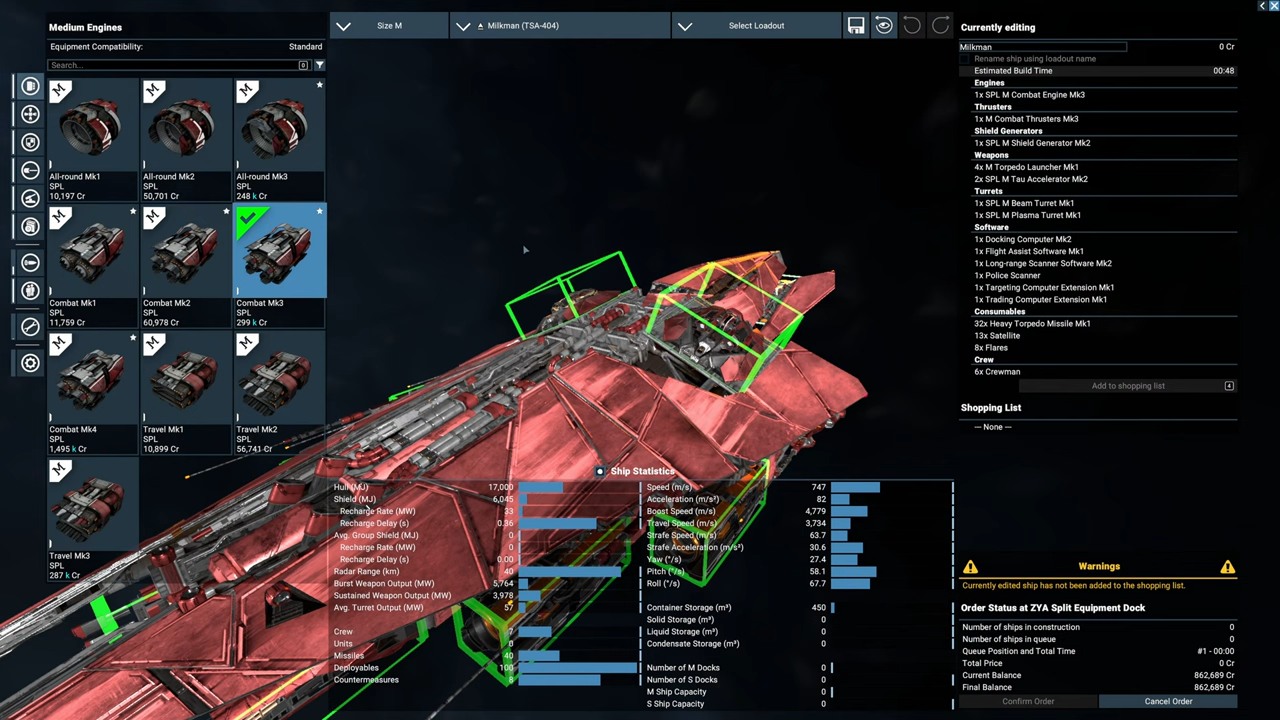 Medium Engines
Equipment Compatibility: Standard
Search...
0
M
All-round Mk1
SPL
10,197 Cr
M
All-round Mk2
SPL
50,701 Cr
M
All-round Mk3
SPL
248 k Cr
M
Combat Mk1
SPL
11,759 Cr
M
Combat Mk2
SPL
60,978 Cr
Combat Mk3
SPL
299 k Cr
M
Combat Mk4
SPL
1,495 k Cr
M
Travel Mk1
SPL
10,899 Cr
M
Travel Mk2
SPL
56,741 Cr
M
Travel Mk3
SPL
287 k Cr
Size M
Milkman (TSA-404)
Select Loadout
Ship Statistics
Hull (MJ) 17,000
Shield (MJ) 6,045
Recharge Rate (MW) 33
Recharge Delay (s) 0.36
Avg. Group Shield (MJ) 0
Recharge Rate (MW) 0
Recharge Delay (s) 0.00
Radar Range (km) 40
Burst Weapon Output (MW) 5,764
Sustained Weapon Output (MW) 3,978
Avg. Turret Output (MW) 57
Crew 7
Units 0
Missiles 40
Deployables 100
Countermeasures 8
Speed (m/s) 747
Acceleration (m/s²) 82
Boost Speed (m/s) 4,779
Travel Speed (m/s) 3,734
Strafe Speed (m/s) 63.7
Strafe Acceleration (m/s²) 30.6
Yaw (°/s) 27.4
Pitch (°/s) 58.1
Roll (°/s) 67.7
Container Storage (m³) 450
Solid Storage (m³) 0
Liquid Storage (m³) 0
Condensate Storage (m³) 0
Number of M Docks 0
Number of S Docks 0
M Ship Capacity 0
S Ship Capacity 0
Currently editing
Milkman 0 Cr
Rename ship using loadout name
Estimated Build Time 00:48
Engines
1x SPL M Combat Engine Mk3
Thrusters
1x M Combat Thrusters Mk3
Shield Generators
1x SPL M Shield Generator Mk2
Weapons
4x M Torpedo Launcher Mk1
2x SPL M Tau Accelerator Mk2
Turrets
1x SPL M Beam Turret Mk1
1x SPL M Plasma Turret Mk1
Software
1x Docking Computer Mk2
1x Flight Assist Software Mk1
1x Long-range Scanner Software Mk2
1x Police Scanner
1x Targeting Computer Extension Mk1
1x Trading Computer Extension Mk1
Consumables
32x Heavy Torpedo Missile Mk1
13x Satellite
8x Flares
Crew
6x Crewman
Add to shopping list 4
Shopping List
— None —
Warnings
Currently edited ship has not been added to the shopping list.
Order Status at ZYA Split Equipment Dock
Number of ships in construction 0
Number of ships in queue 0
Queue Position and Total Time #1 - 00:00
Total Price 0 Cr
Current Balance 862,689 Cr
Final Balance 862,689 Cr
Confirm Order
Cancel Order